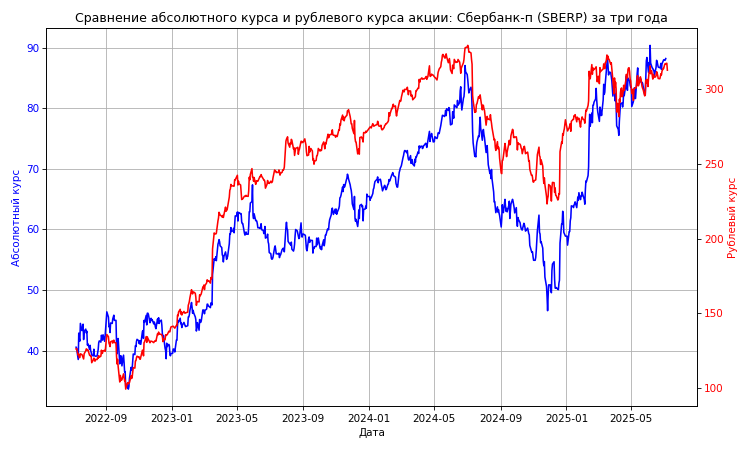 Сравнение абсолютного курса и рублевого курса акции: Сбербанк-п (SBERP) за три года
90
80
70
60
50
40
Абсолютный курс
300
250
200
150
100
Рублевый курс
2022-09 2023-01 2023-05 2023-09 2024-01 2024-05 2024-09 2025-01 2025-05
Дата